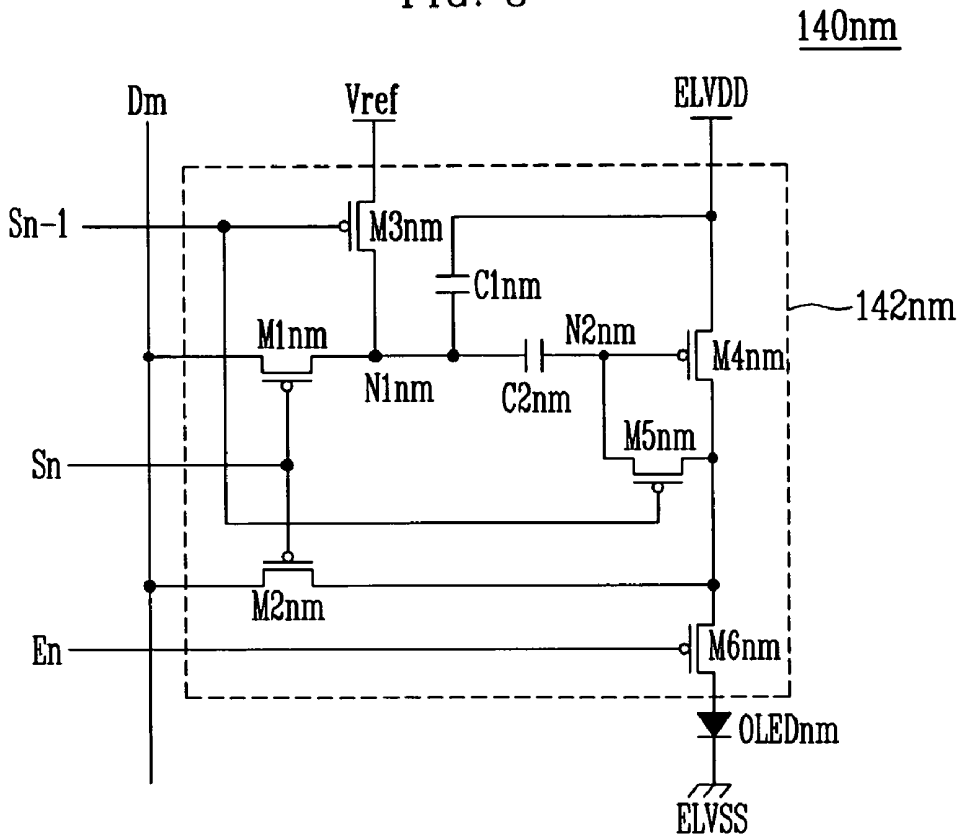 140nm
Dm
Vref
ELVDD
Sn-1
M3nm
C1nm
142nm
M1nm
N2nm
M4nm
N1nm
C2nm
M5nm
Sn
M2nm
En
M6nm
OLEDnm
ELVSS